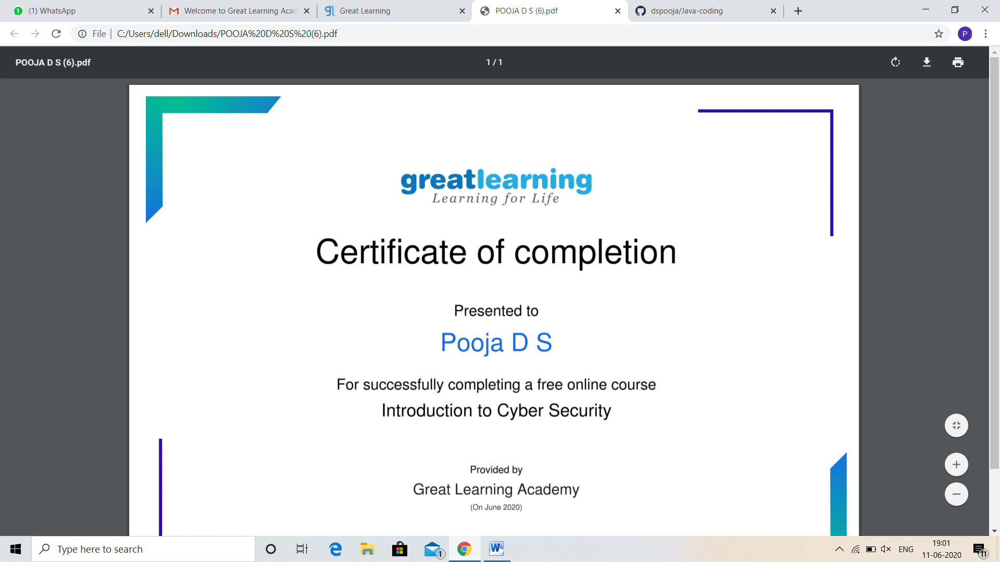 (1) WhatsApp
Welcome to Great Learning Acad
Great Learning
POOJA D S (6).pdf
dspooja/Java-coding
File
C:/Users/dell/Downloads/POOJA%20D%20S%20(6).pdf
P
POOJA D S (6).pdf
1 / 1
greatlearning
Learning for Life
Certificate of completion
Presented to
Pooja D S
For successfully completing a free online course
Introduction to Cyber Security
Provided by
Great Learning Academy
(On June 2020)
Type here to search
1
ENG
19:01
11-06-2020
11